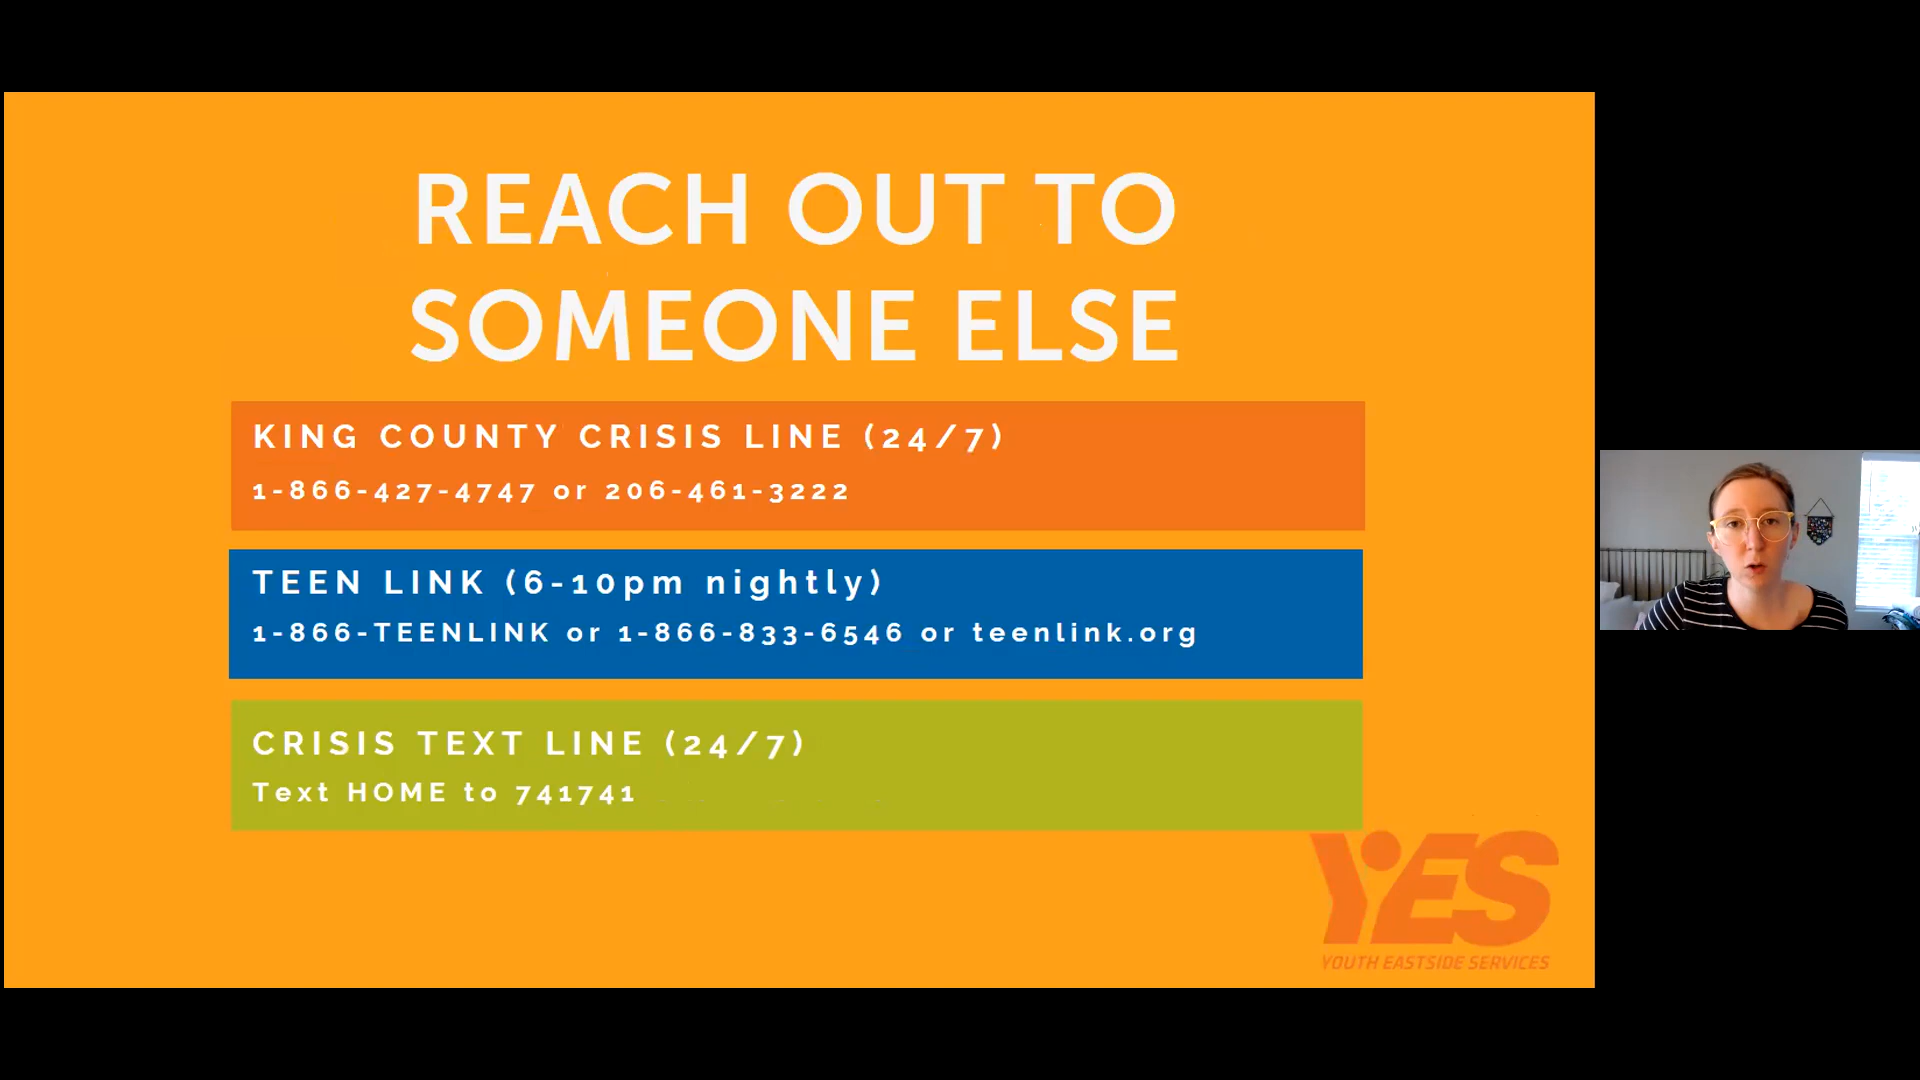 REACH OUT TO
SOMEONE ELSE
KING COUNTY CRISIS LINE (24/7)
1-866-427-4747 or 206-461-3222
TEEN LINK (6-10pm nightly)
1-866-TEENLINK or 1-866-833-6546 or teenlink.org
CRISIS TEXT LINE (24/7)
Text HOME to 741741
YES
YOUTH EASTSIDE SERVICES